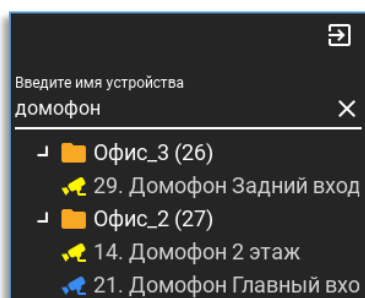 Введите имя устройства
домофон
Офис_3 (26)
29. Домофон Задний вход
Офис_2 (27)
14. Домофон 2 этаж
21. Домофон Главный вхо